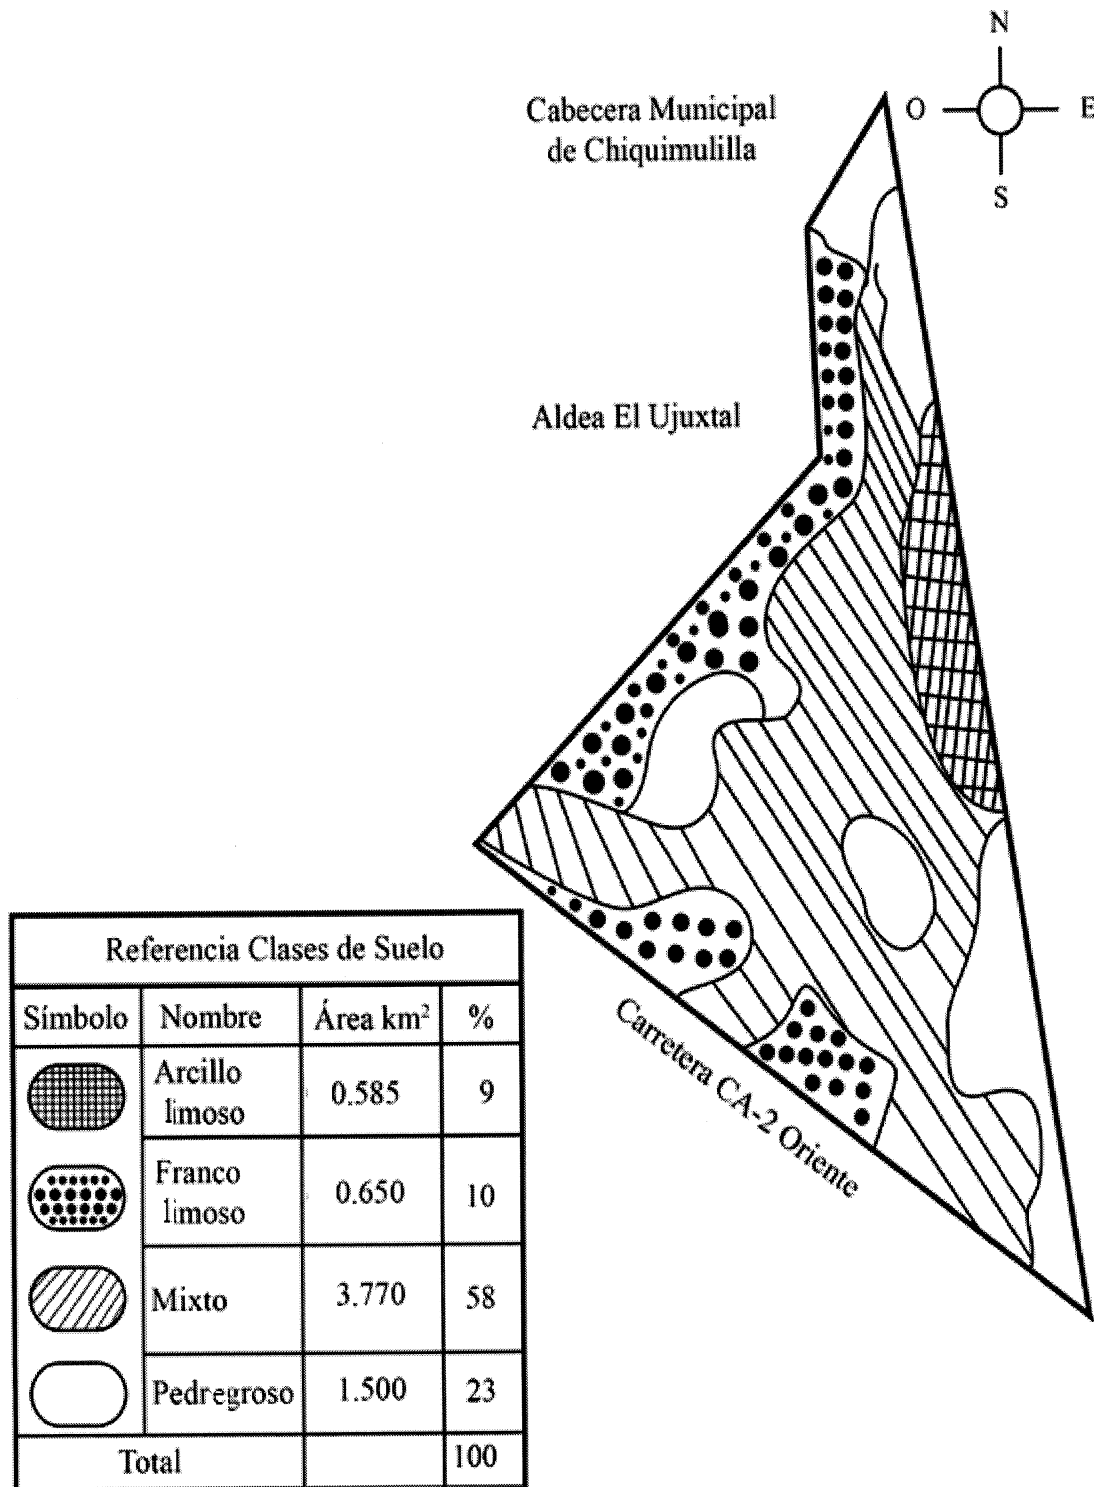 N
Cabecera Municipal
de Chiquimulilla
O
E
S
Aldea El Ujuxtal
Carretera CA-2 Oriente
Referencia Clases de Suelo
Símbolo Nombre Área km² %
Arcillo
limoso
0.585 9
Franco
limoso
0.650 10
Mixto 3.770 58
Pedregroso 1.500 23
Total 100